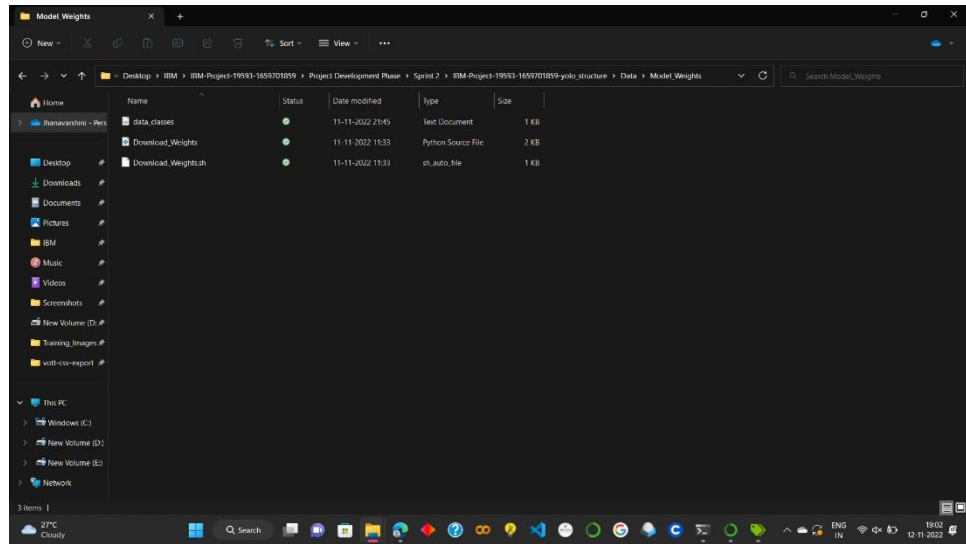 Model_Weights
New
Sort
View
Desktop > IBM > IBM-Project-19593-1659701859 > Project Development Phase > Sprint 2 > IBM-Project-19593-1659701859-yolo_structure > Data > Model_Weights
Search Model_Weights
Name Status Date modified Type Size
data_classes 11-11-2022 21:45 Text Document 1 KB
Download_Weights 11-11-2022 11:33 Python Source File 2 KB
Download_Weights.sh 11-11-2022 11:33 sh_auto_file 1 KB
Home
Jhanavarshini - Pers
Desktop
Downloads
Documents
Pictures
IBM
Music
Videos
Screenshots
New Volume (D:
Training_Images
vott-csv-export
This PC
Windows (C:)
New Volume (D:)
New Volume (E:)
Network
3 items
27°C
Cloudy
Search
ENG
IN
19:02
12-11-2022